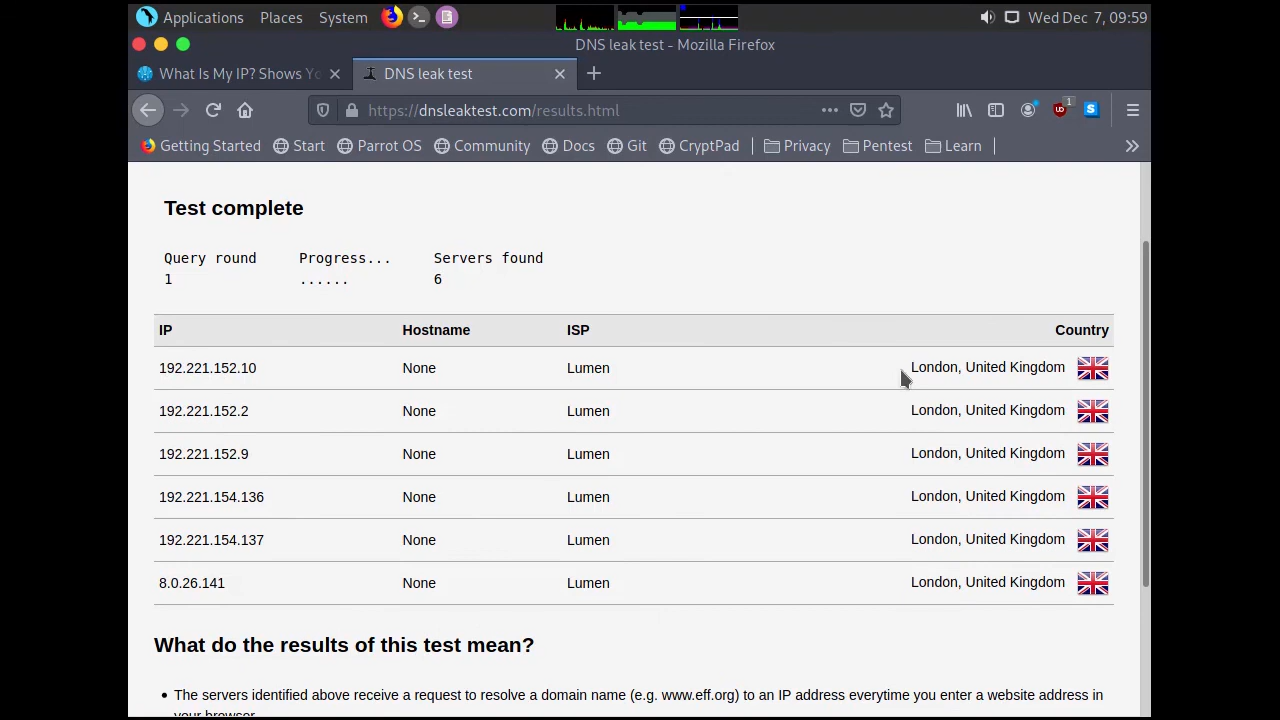 Applications Places System Wed Dec 7, 09:59
DNS leak test - Mozilla Firefox
What Is My IP? Shows Yo DNS leak test
https://dnsleaktest.com/results.html 1
Getting Started Start Parrot OS Community Docs Git CryptPad Privacy Pentest Learn
Test complete
Query round Progress... Servers found
1 ...... 6
IP Hostname ISP Country
192.221.152.10 None Lumen London, United Kingdom
192.221.152.2 None Lumen London, United Kingdom
192.221.152.9 None Lumen London, United Kingdom
192.221.154.136 None Lumen London, United Kingdom
192.221.154.137 None Lumen London, United Kingdom
8.0.26.141 None Lumen London, United Kingdom
What do the results of this test mean?
• The servers identified above receive a request to resolve a domain name (e.g. www.eff.org) to an IP address everytime you enter a website address in
your browser.